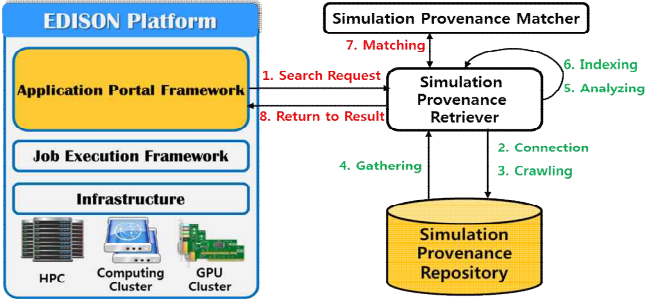 EDISON Platform
Application Portal Framework
Job Execution Framework
Infrastructure
HPC
Computing
Cluster
GPU
Cluster
1. Search Request
8. Return to Result
Simulation Provenance Matcher
7. Matching
Simulation
Provenance
Retriever
6. Indexing
5. Analyzing
4. Gathering
2. Connection
3. Crawling
Simulation
Provenance
Repository